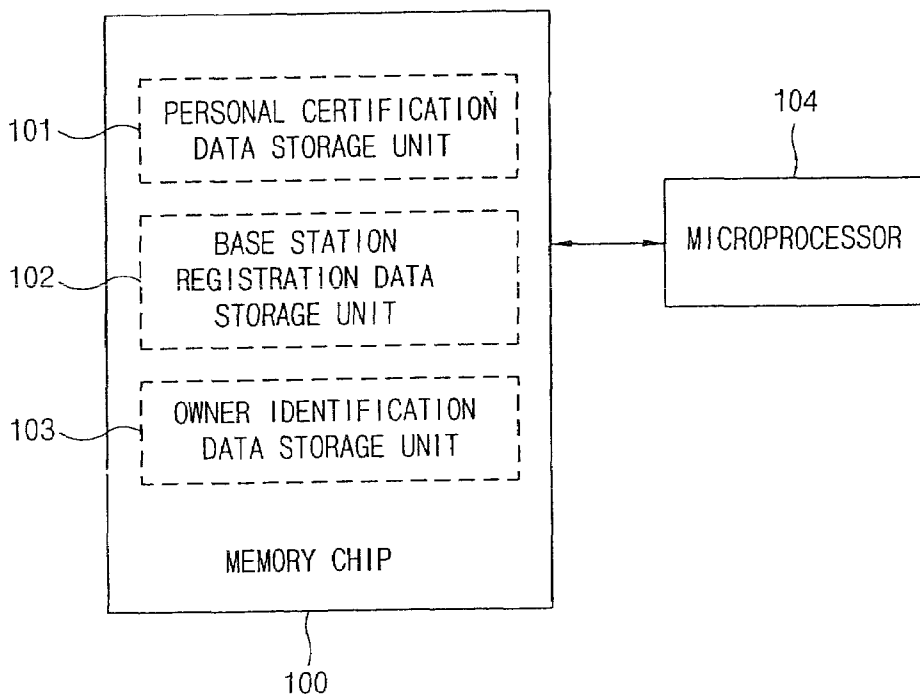 101
PERSONAL CERTIFICATION
DATA STORAGE UNIT
104
102
BASE STATION
REGISTRATION DATA
STORAGE UNIT
MICROPROCESSOR
103
OWNER IDENTIFICATION
DATA STORAGE UNIT
MEMORY CHIP
100